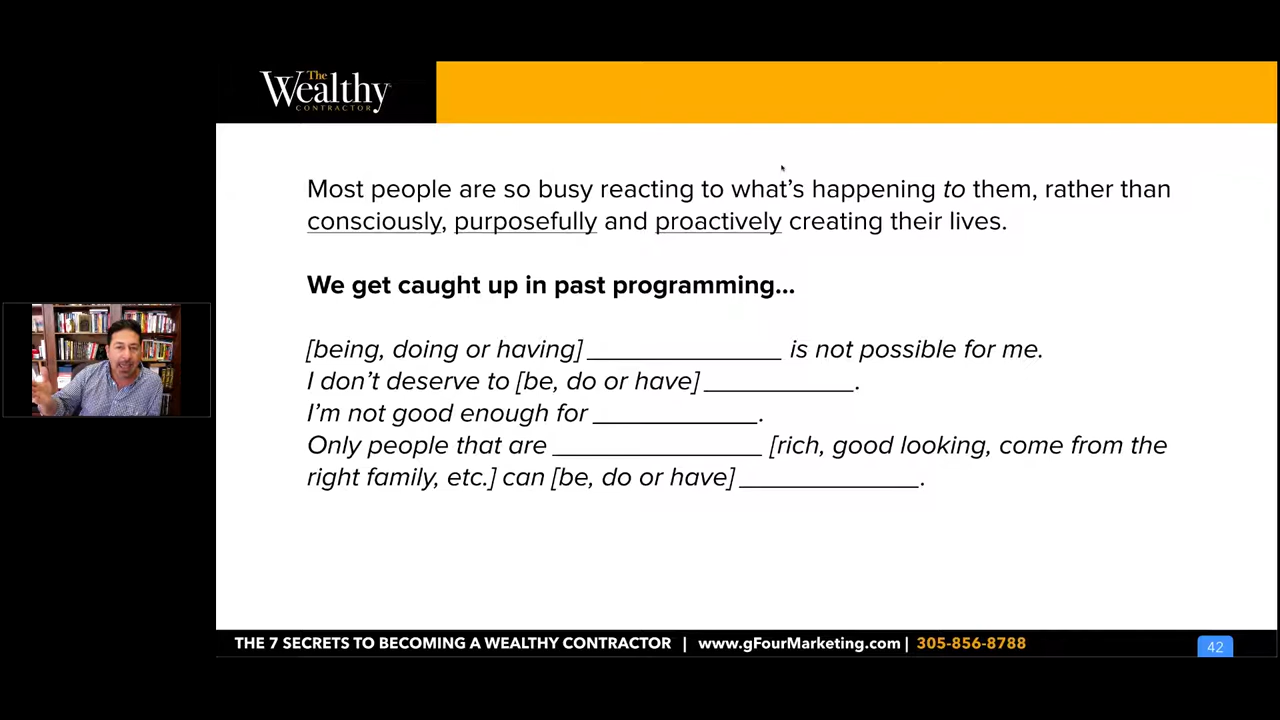 The
Wealthy
CONTRACTOR
Most people are so busy reacting to what's happening to them, rather than
consciously, purposefully and proactively creating their lives.
We get caught up in past programming...
[being, doing or having] ______________ is not possible for me.
I don't deserve to [be, do or have] ___________.
I'm not good enough for ____________.
Only people that are _______________ [rich, good looking, come from the
right family, etc.] can [be, do or have] _____________.
THE 7 SECRETS TO BECOMING A WEALTHY CONTRACTOR | www.gFourMarketing.com | 305-856-8788
42